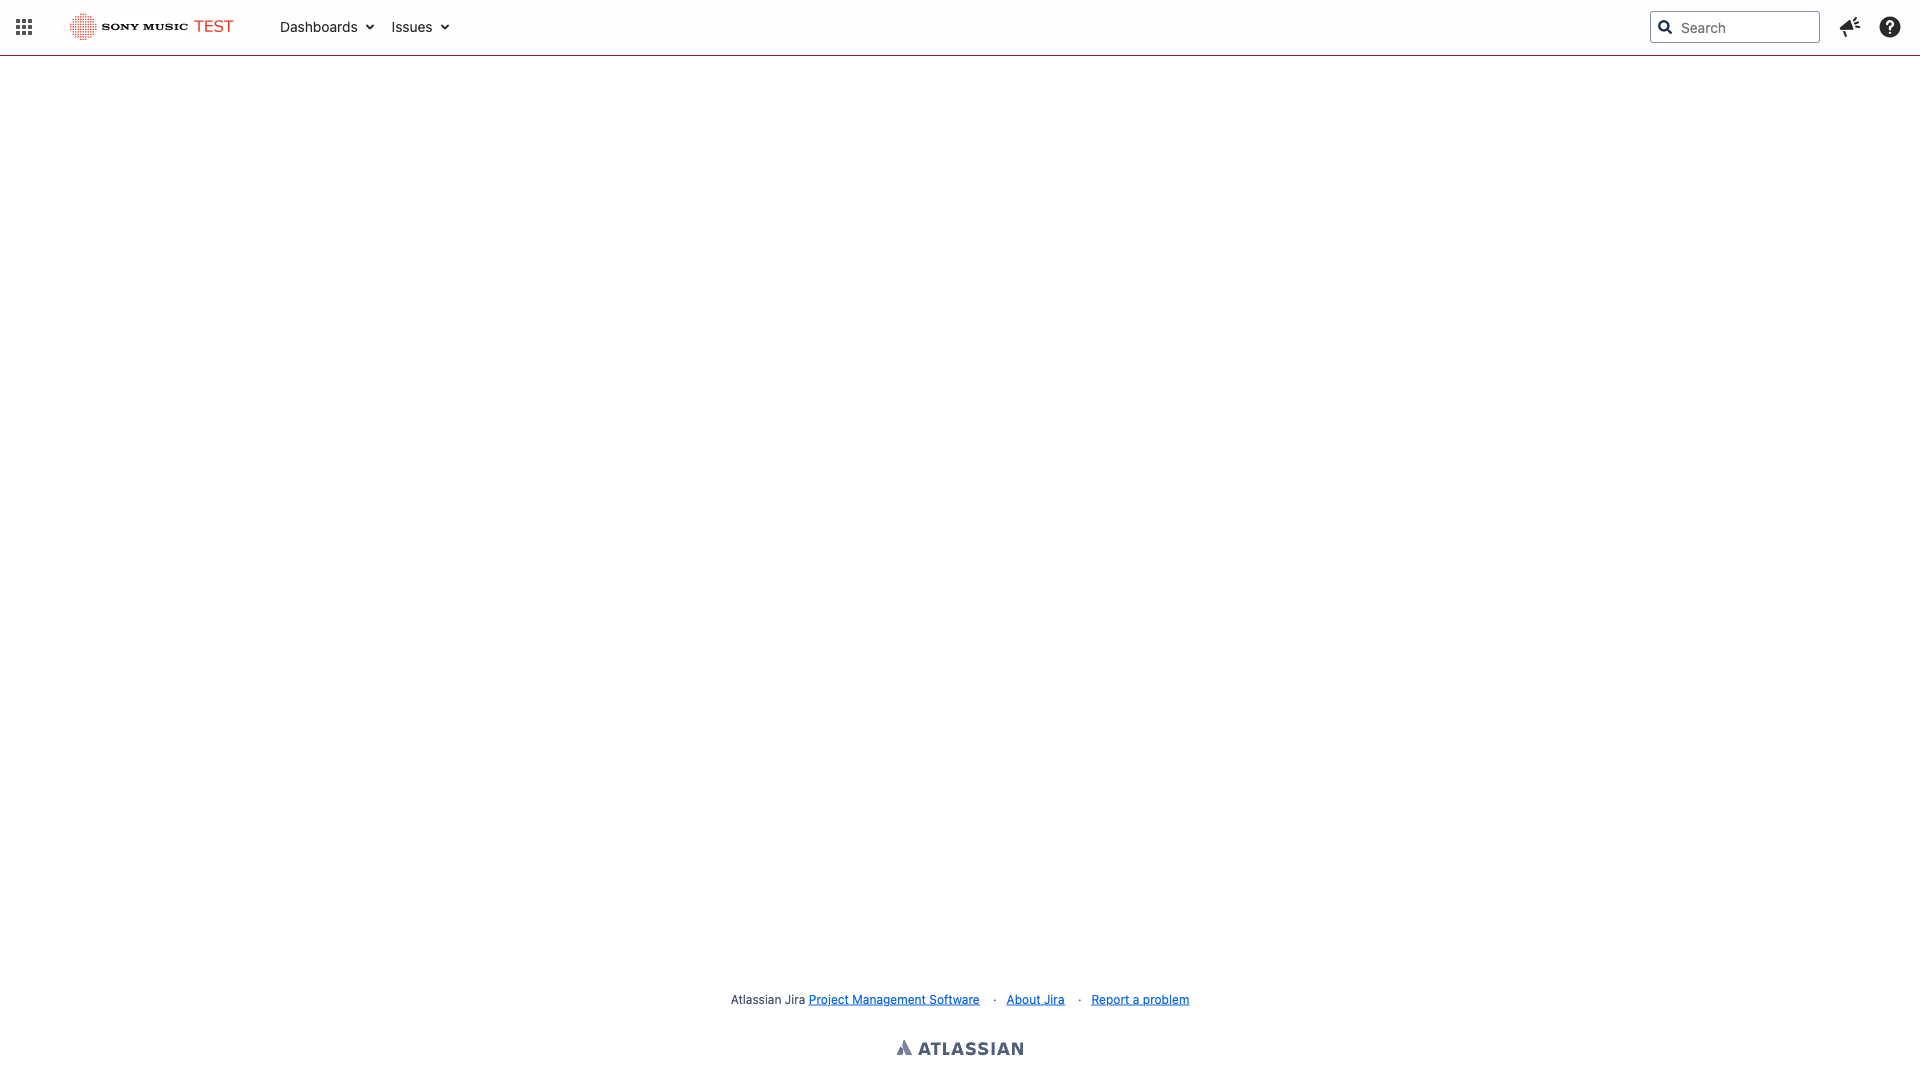 SONY MUSIC TEST Dashboards Issues Search
Atlassian Jira Project Management Software · About Jira · Report a problem
ATLASSIAN